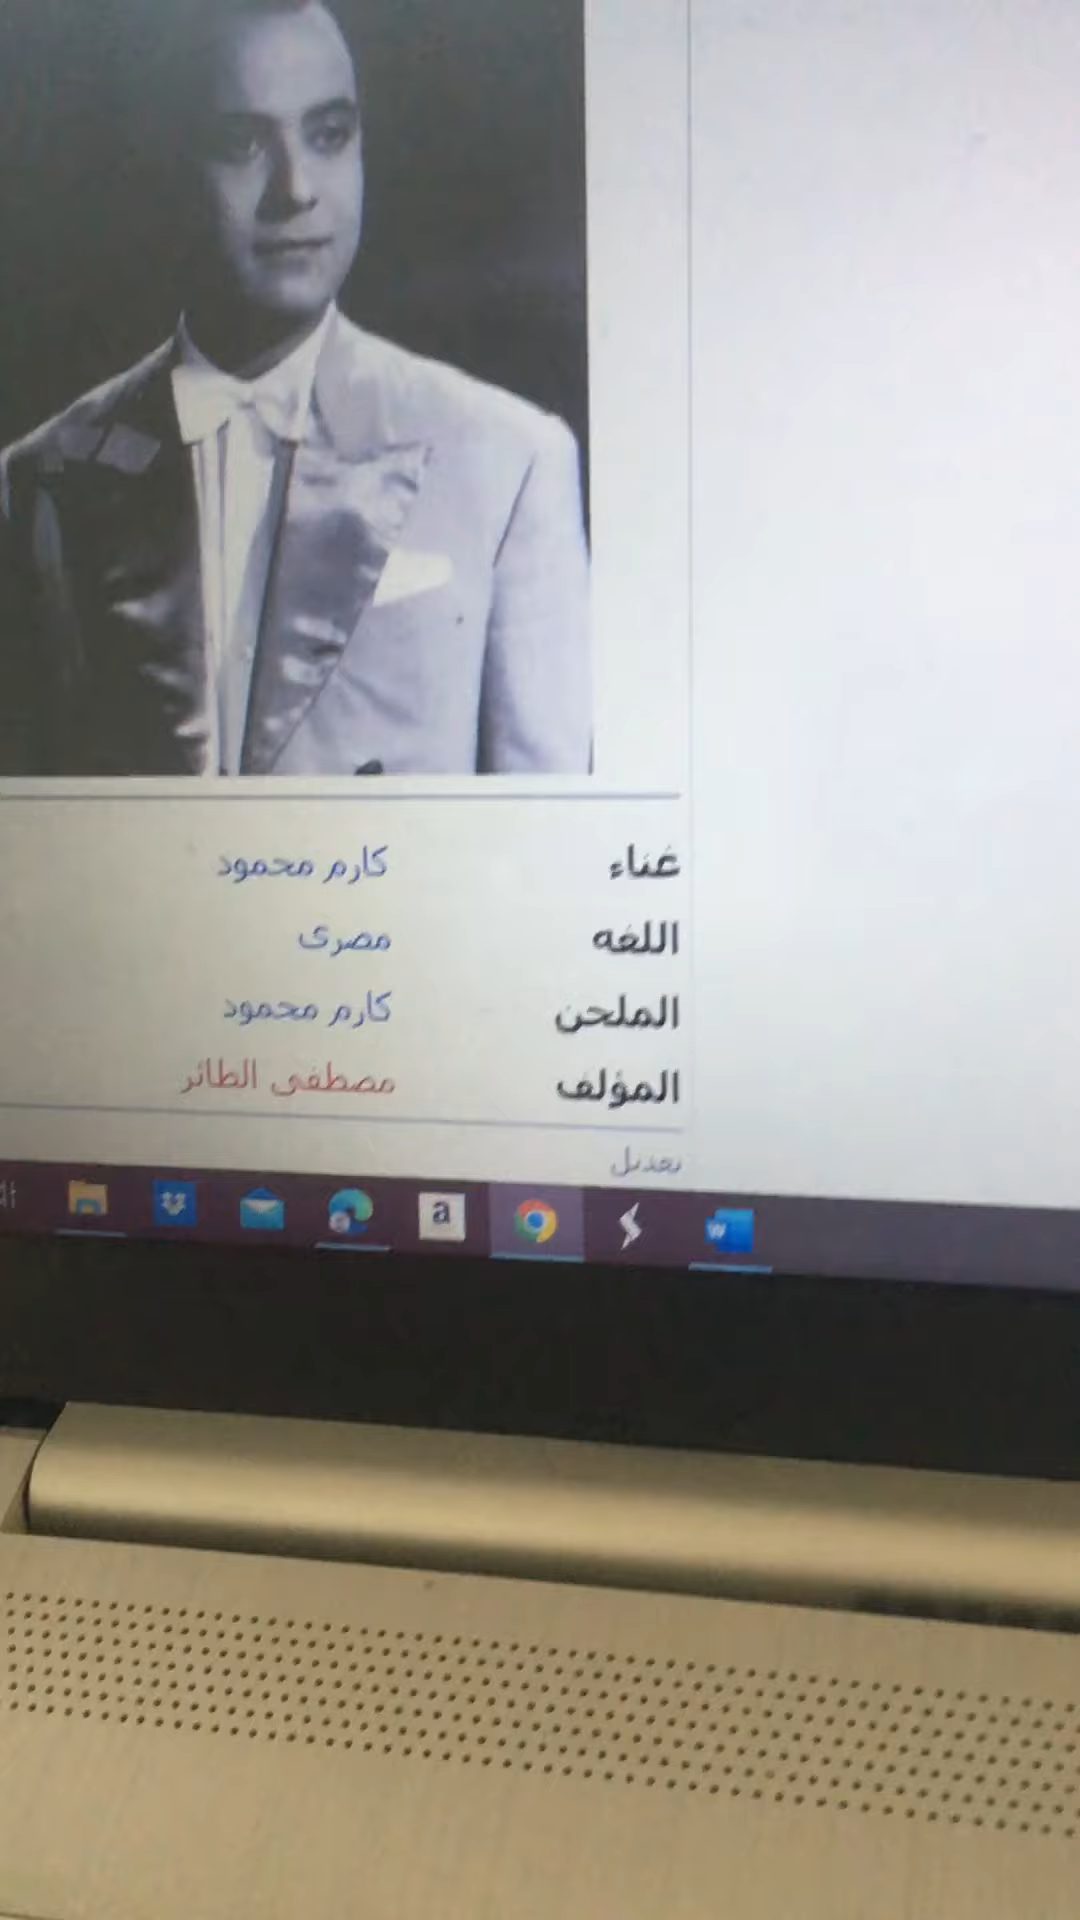 غناء كارم محمود
اللغه مصرى
الملحن كارم محمود
المؤلف مصطفى الطائر
تعديل
a
w